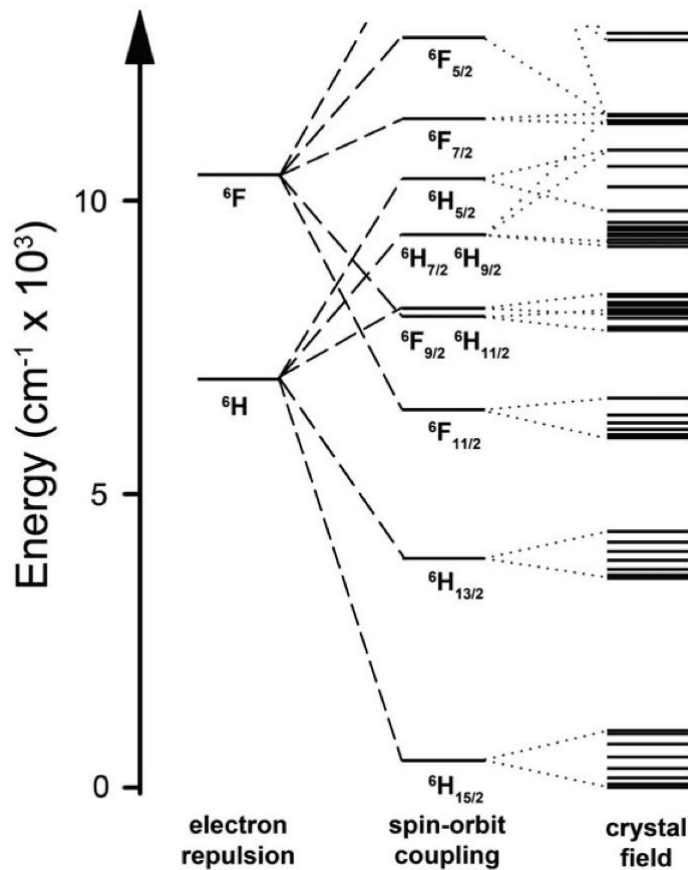 Energy (cm⁻¹ x 10³)
10
5
0
⁶F
⁶H
⁶F₅/₂
⁶F₇/₂
⁶H₅/₂
⁶H₇/₂ ⁶H₉/₂
⁶F₉/₂ ⁶H₁₁/₂
⁶F₁₁/₂
⁶H₁₃/₂
⁶H₁₅/₂
electron
repulsion
spin-orbit
coupling
crystal
field